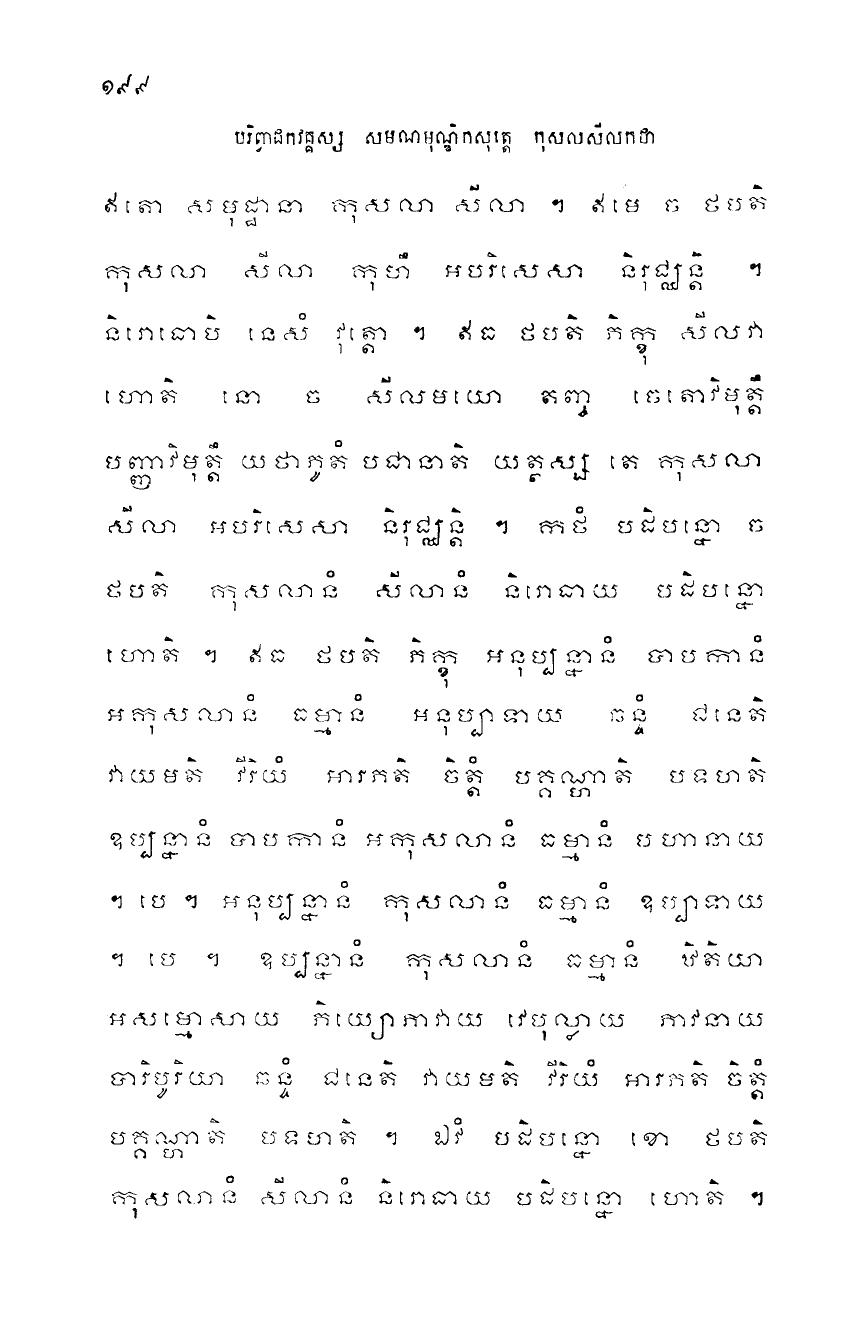 ១៩៩
បរិព្វាជកវគ្គស្ស សមណមុណ្ឌិកសុត្តេ កុសលសីលកថា
ឥតោ សមុដ្ឋានា កុសលា សីលា ។ ឥមេ ច ថបតិ
កុសលា សីលា កុហឹ អបរិសេសា និរុជ្ឈន្តិ ។
និរោធោបិ នេសំ វុត្តោ ។ ឥធ ថបតិ ភិក្ខុ សីលវា
ហោតិ នោ ច សីលមយោ តញ្ច ចេតោវិមុត្តឹ
បញ្ញាវិមុត្តឹ យថាភូតំ បជានាតិ យត្ថស្ស តេ កុសលា
សីលា អបរិសេសា និរុជ្ឈន្តិ ។ កថំ បដិបន្នោ ច
ថបតិ កុសលានំ សីលានំ និរោធាយ បដិបន្នោ
ហោតិ ។ ឥធ ថបតិ ភិក្ខុ អនុប្បន្នានំ បាបកានំ
អកុសលានំ ធម្មានំ អនុប្បាទាយ ឆន្ទំ ជនេតិ
វាយមតិ វីរិយំ អារភតិ ចិត្តំ បគ្គណ្ហាតិ បទហតិ
ឧប្បន្នានំ បាបកានំ អកុសលានំ ធម្មានំ បហានាយ
។ បេ ។ អនុប្បន្នានំ កុសលានំ ធម្មានំ ឧប្បាទាយ
។ បេ ។ ឧប្បន្នានំ កុសលានំ ធម្មានំ ឋិតិយា
អសម្មោសាយ ភិយ្យោភាវាយ វេបុល្លាយ ភាវនាយ
បារិបូរិយា ឆន្ទំ ជនេតិ វាយមតិ វីរិយំ អារភតិ ចិត្តំ
បគ្គណ្ហាតិ បទហតិ ។ ឯវំ បដិបន្នោ ខោ ថបតិ
កុសលានំ សីលានំ និរោធាយ បដិបន្នោ ហោតិ ។